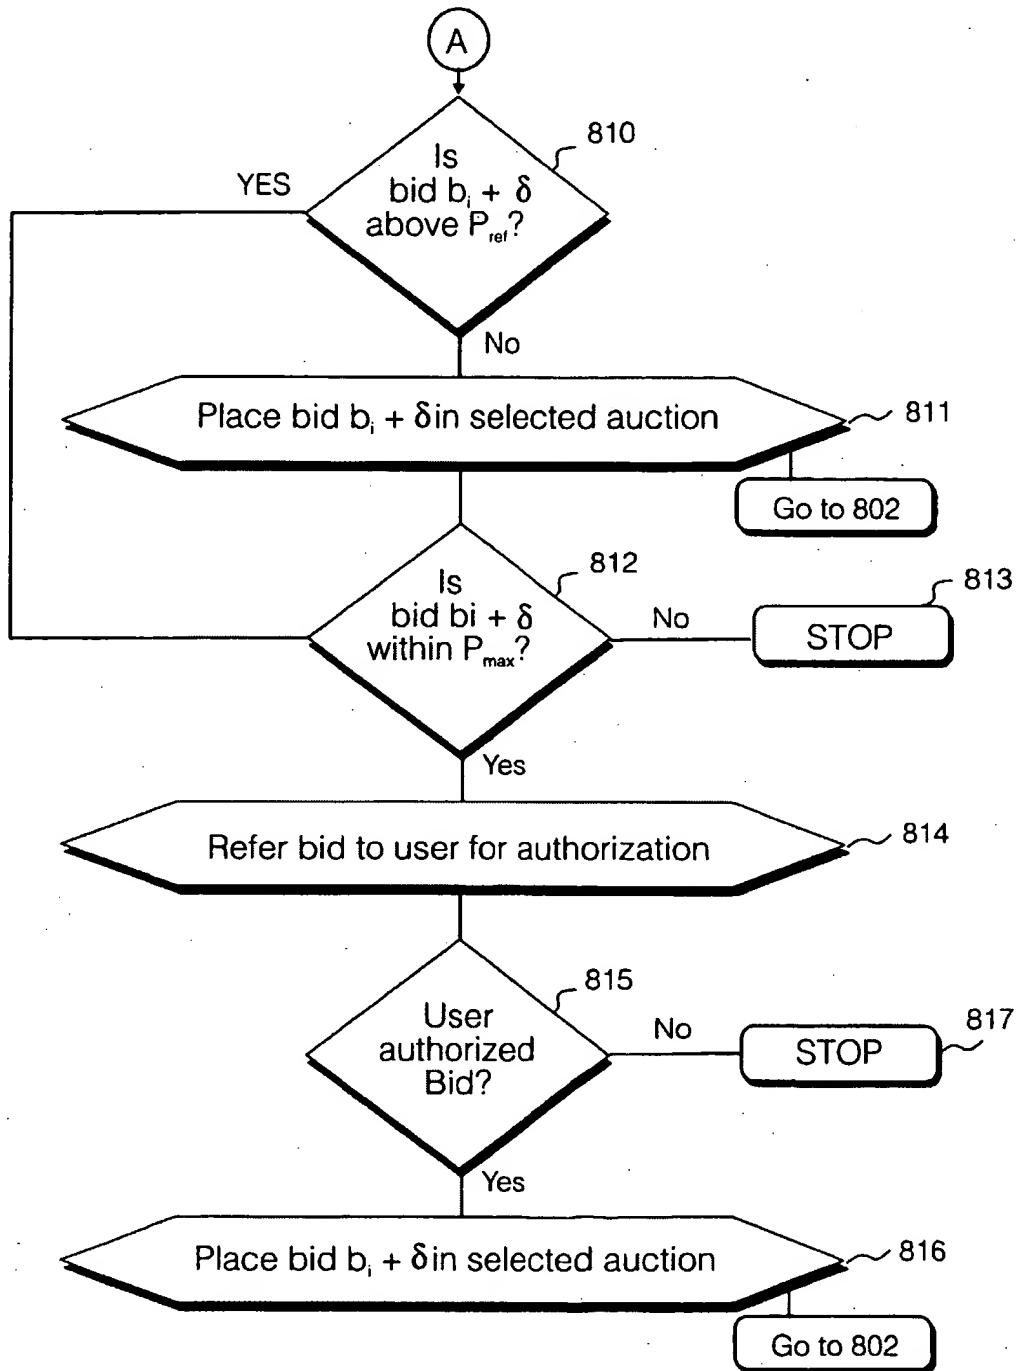 A
810
Is
bid bᵢ + δ
above P_ref?
YES
No
Place bid bᵢ + δ in selected auction
811
Go to 802
812
Is
bid bi + δ
within P_max?
No
813
STOP
Yes
Refer bid to user for authorization
814
815
User
authorized
Bid?
No
817
STOP
Yes
Place bid bᵢ + δ in selected auction
816
Go to 802